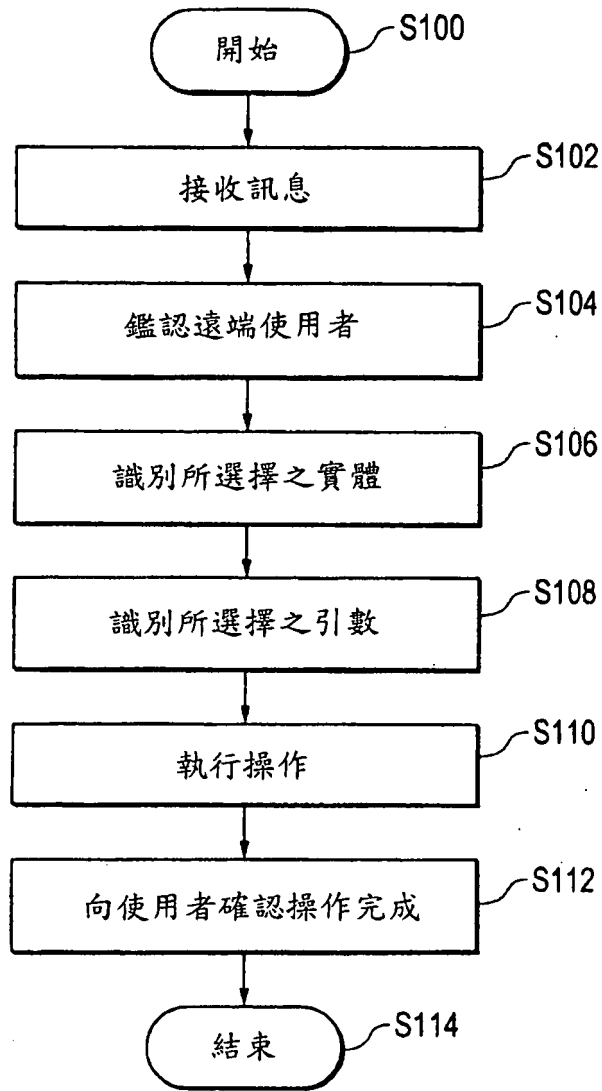 開始
S100
接收訊息
S102
鑑認遠端使用者
S104
識別所選擇之實體
S106
識別所選擇之引數
S108
執行操作
S110
向使用者確認操作完成
S112
結束
S114